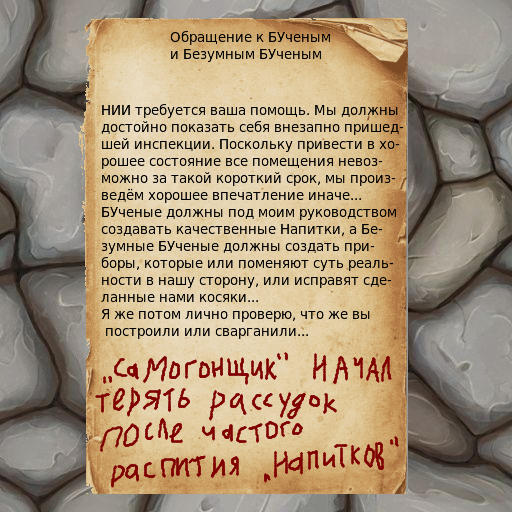 Обращение к БУченым
и Безумным БУченым
НИИ требуется ваша помощь. Мы должны
достойно показать себя внезапно пришед-
шей инспекции. Поскольку привести в хо-
рошее состояние все помещения невоз-
можно за такой короткий срок, мы произ-
ведём хорошее впечатление иначе...
БУченые должны под моим руководством
создавать качественные Напитки, а Бе-
зумные БУченые должны создать при-
боры, которые или поменяют суть реаль-
ности в нашу сторону, или исправят сде-
ланные нами косяки...
Я же потом лично проверю, что же вы
построили или сварганили...
„Самогонщик" НАЧАЛ
терять рассудок
после частого
распития „Напитков"